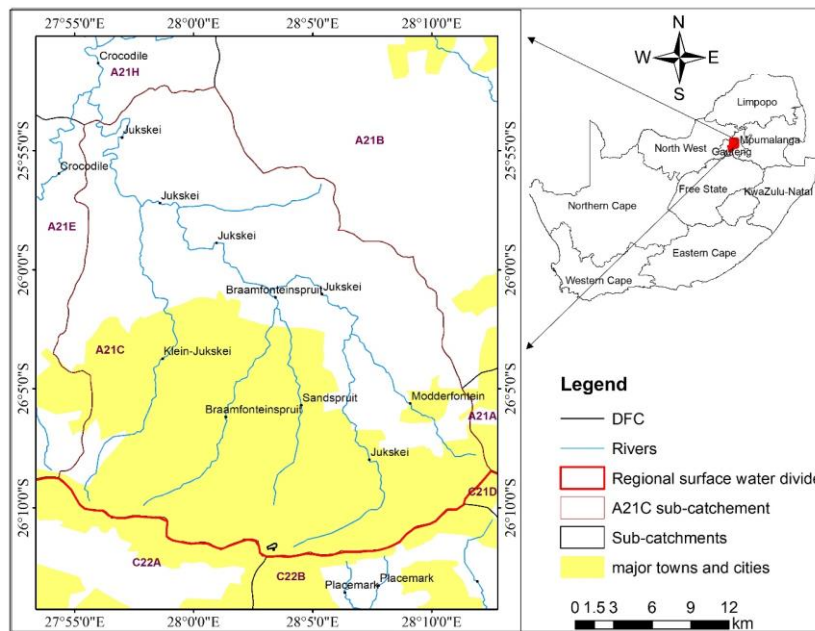 27°55'0"E 28°0'0"E 28°5'0"E 28°10'0"E
Crocodile
A21H
A21B
Jukskei
25°55'0"S
25°55'0"S
Crocodile
Jukskei
A21E
Jukskei
26°0'0"S
26°0'0"S
Braamfonteinspruit
Jukskei
A21C
Klein-Jukskei
26°5'0"S
26°5'0"S
Sandspruit
Modderfontein
Braamfonteinspruit
A21A
Jukskei
C21D
26°10'0"S
26°10'0"S
C22A
C22B
Placemark
Placemark
27°55'0"E 28°0'0"E 28°5'0"E 28°10'0"E
N
W E
S
Limpopo
Mpumalanga
North West
Gauteng
Free State
KwaZulu-Natal
Northern Cape
Eastern Cape
Western Cape
Legend
DFC
Rivers
Regional surface water divide
A21C sub-catchement
Sub-catchments
major towns and cities
0 1.5 3 6 9 12
km